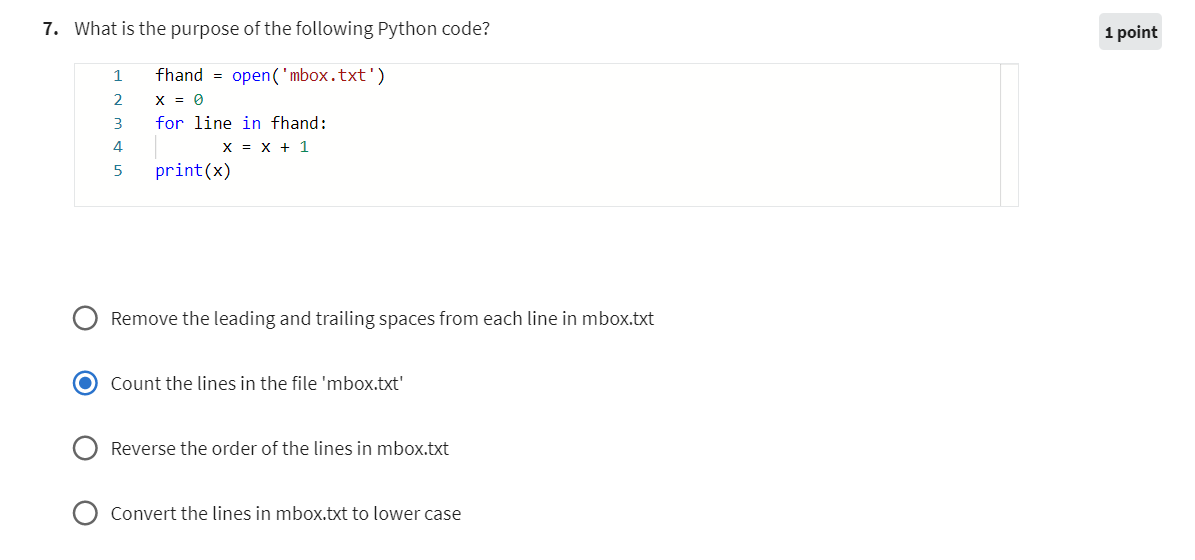 7. What is the purpose of the following Python code?
1 point
1 fhand = open('mbox.txt')
2 x = 0
3 for line in fhand:
4 x = x + 1
5 print(x)
Remove the leading and trailing spaces from each line in mbox.txt
Count the lines in the file 'mbox.txt'
Reverse the order of the lines in mbox.txt
Convert the lines in mbox.txt to lower case